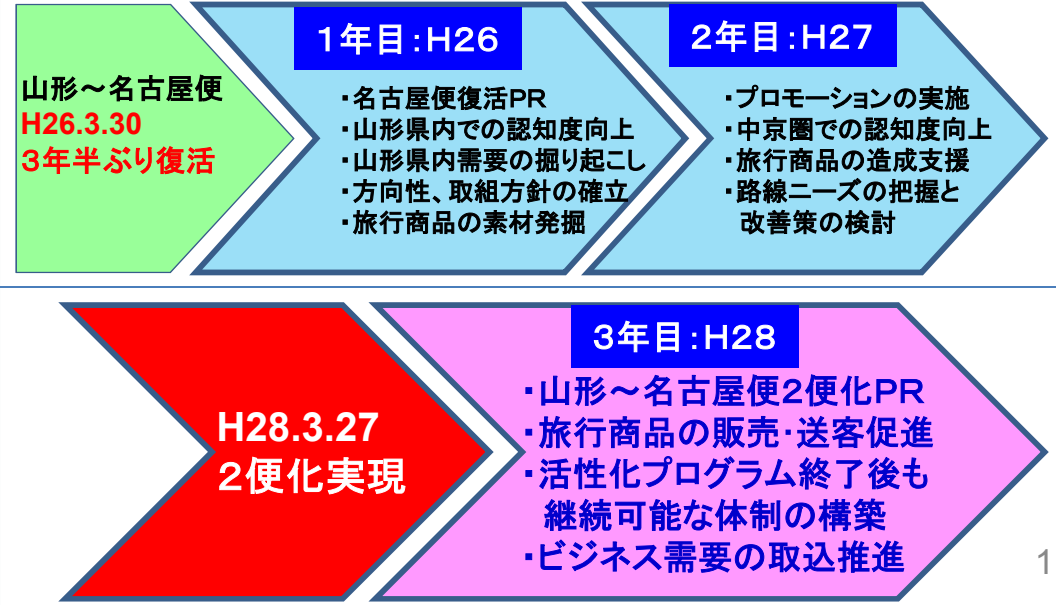 山形～名古屋便
H26.3.30
３年半ぶり復活
１年目：Ｈ２６
・名古屋便復活ＰＲ
・山形県内での認知度向上
・山形県内需要の掘り起こし
・方向性、取組方針の確立
・旅行商品の素材発掘
２年目：Ｈ２７
・プロモーションの実施
・中京圏での認知度向上
・旅行商品の造成支援
・路線ニーズの把握と
改善策の検討
H28.3.27
２便化実現
３年目：Ｈ２８
・山形～名古屋便２便化ＰＲ
・旅行商品の販売・送客促進
・活性化プログラム終了後も
継続可能な体制の構築
・ビジネス需要の取込推進
1